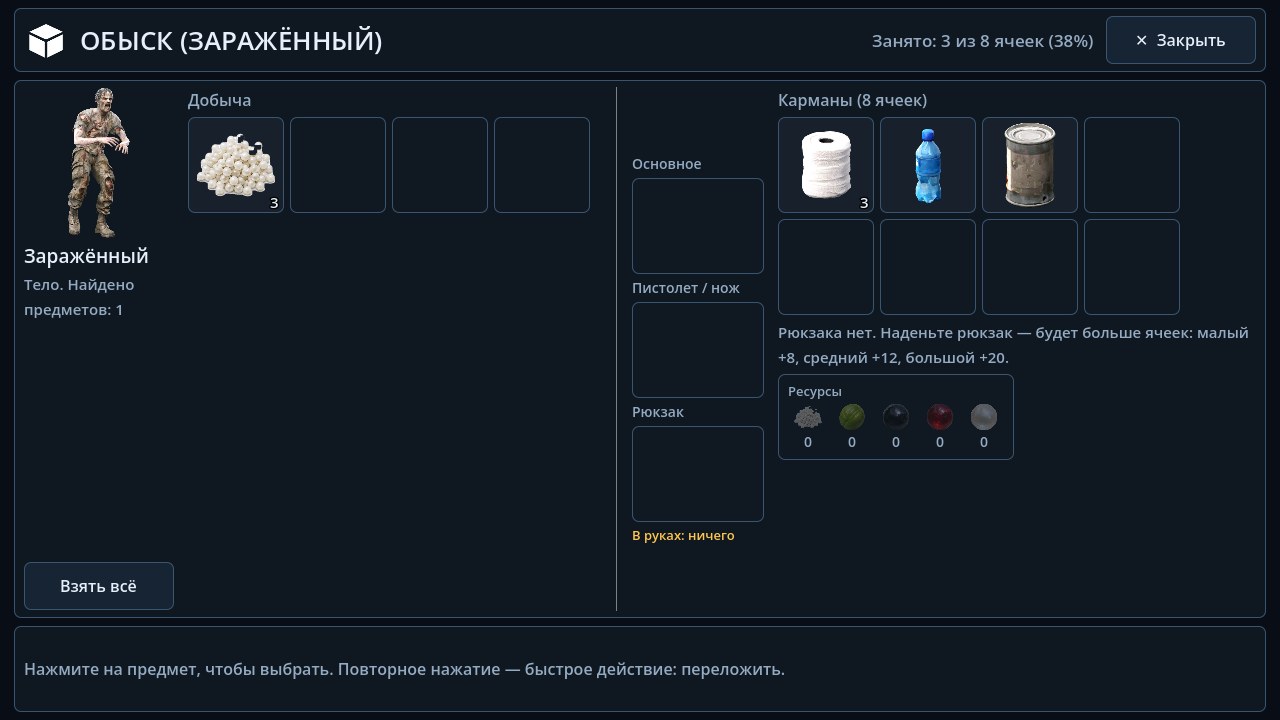 ОБЫСК (ЗАРАЖЁННЫЙ)
Занято: 3 из 8 ячеек (38%)
✕ Закрыть
Добыча
3
Заражённый
Тело. Найдено
предметов: 1
Взять всё
Основное
Пистолет / нож
Рюкзак
В руках: ничего
Карманы (8 ячеек)
3
Рюкзака нет. Наденьте рюкзак — будет больше ячеек: малый
+8, средний +12, большой +20.
Ресурсы
0 0 0 0 0
Нажмите на предмет, чтобы выбрать. Повторное нажатие — быстрое действие: переложить.